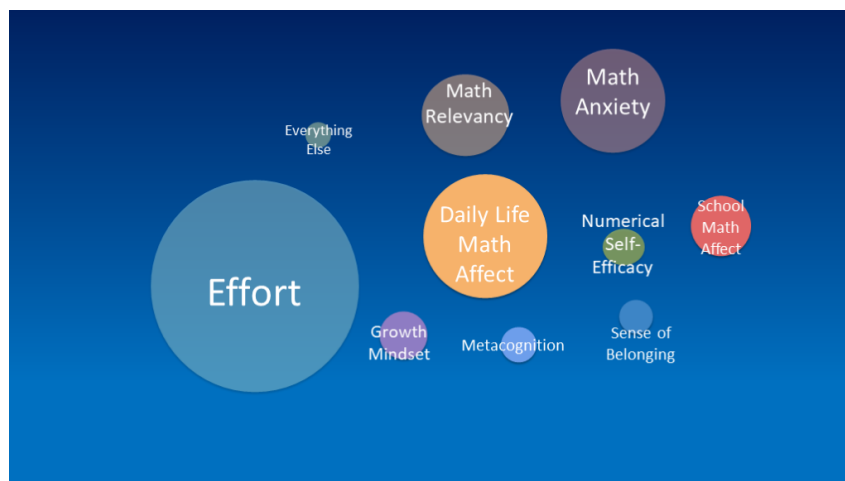 Math
Relevancy
Math
Anxiety
Everything
Else
Daily Life
Math
Affect
Numerical
Self-
Efficacy
School
Math
Affect
Effort
Growth
Mindset
Metacognition
Sense of
Belonging